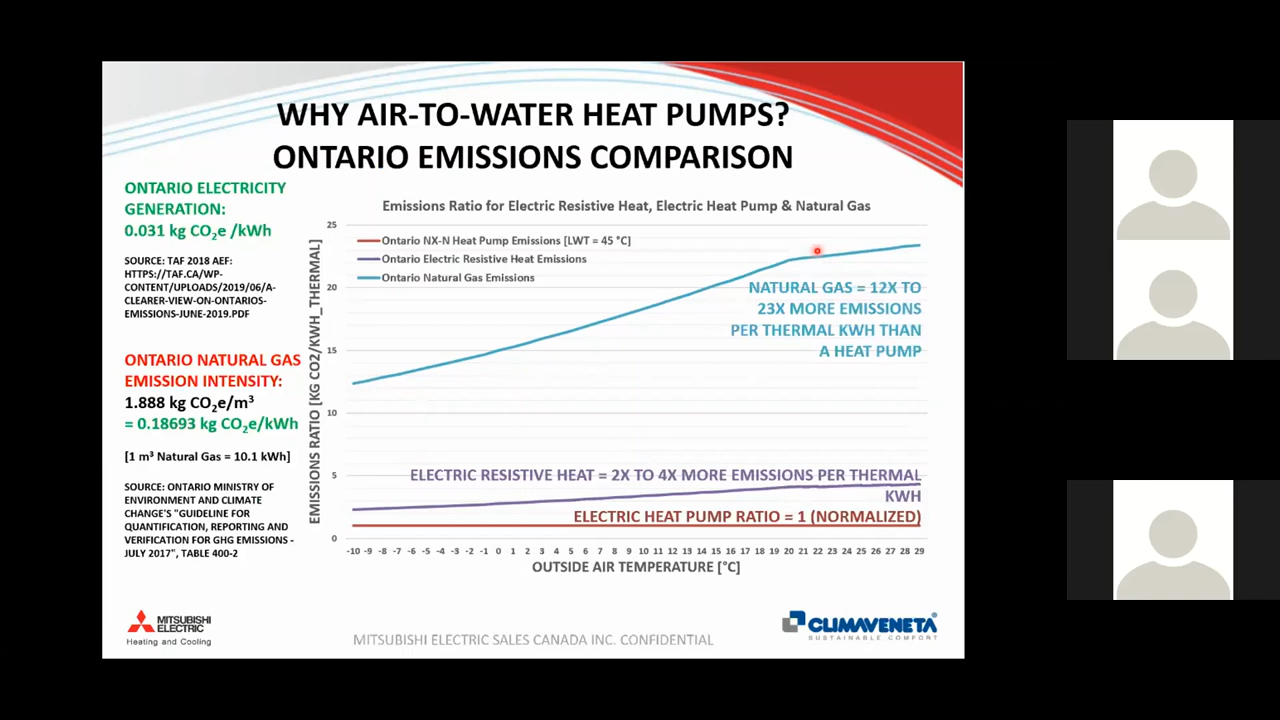 WHY AIR-TO-WATER HEAT PUMPS?
ONTARIO EMISSIONS COMPARISON
ONTARIO ELECTRICITY
GENERATION:
0.031 kg CO₂e /kWh
SOURCE: TAF 2018 AEF:
HTTPS://TAF.CA/WP-
CONTENT/UPLOADS/2019/06/A-
CLEARER-VIEW-ON-ONTARIOS-
EMISSIONS-JUNE-2019.PDF
ONTARIO NATURAL GAS
EMISSION INTENSITY:
1.888 kg CO₂e/m³
= 0.18693 kg CO₂e/kWh
[1 m³ Natural Gas = 10.1 kWh]
SOURCE: ONTARIO MINISTRY OF
ENVIRONMENT AND CLIMATE
CHANGE'S "GUIDELINE FOR
QUANTIFICATION, REPORTING AND
VERIFICATION FOR GHG EMISSIONS -
JULY 2017", TABLE 400-2
Emissions Ratio for Electric Resistive Heat, Electric Heat Pump & Natural Gas
EMISSIONS RATIO [KG CO2/KWH_THERMAL]
25
20
15
10
5
0
Ontario NX-N Heat Pump Emissions [LWT = 45 °C]
Ontario Electric Resistive Heat Emissions
Ontario Natural Gas Emissions
NATURAL GAS = 12X TO
23X MORE EMISSIONS
PER THERMAL KWH THAN
A HEAT PUMP
ELECTRIC RESISTIVE HEAT = 2X TO 4X MORE EMISSIONS PER THERMAL
KWH
ELECTRIC HEAT PUMP RATIO = 1 (NORMALIZED)
-10 -9 -8 -7 -6 -5 -4 -3 -2 -1 0 1 2 3 4 5 6 7 8 9 10 11 12 13 14 15 16 17 18 19 20 21 22 23 24 25 26 27 28 29
OUTSIDE AIR TEMPERATURE [°C]
MITSUBISHI
ELECTRIC
Heating and Cooling
MITSUBISHI ELECTRIC SALES CANADA INC. CONFIDENTIAL
CLIMAVENETA
SUSTAINABLE COMFORT